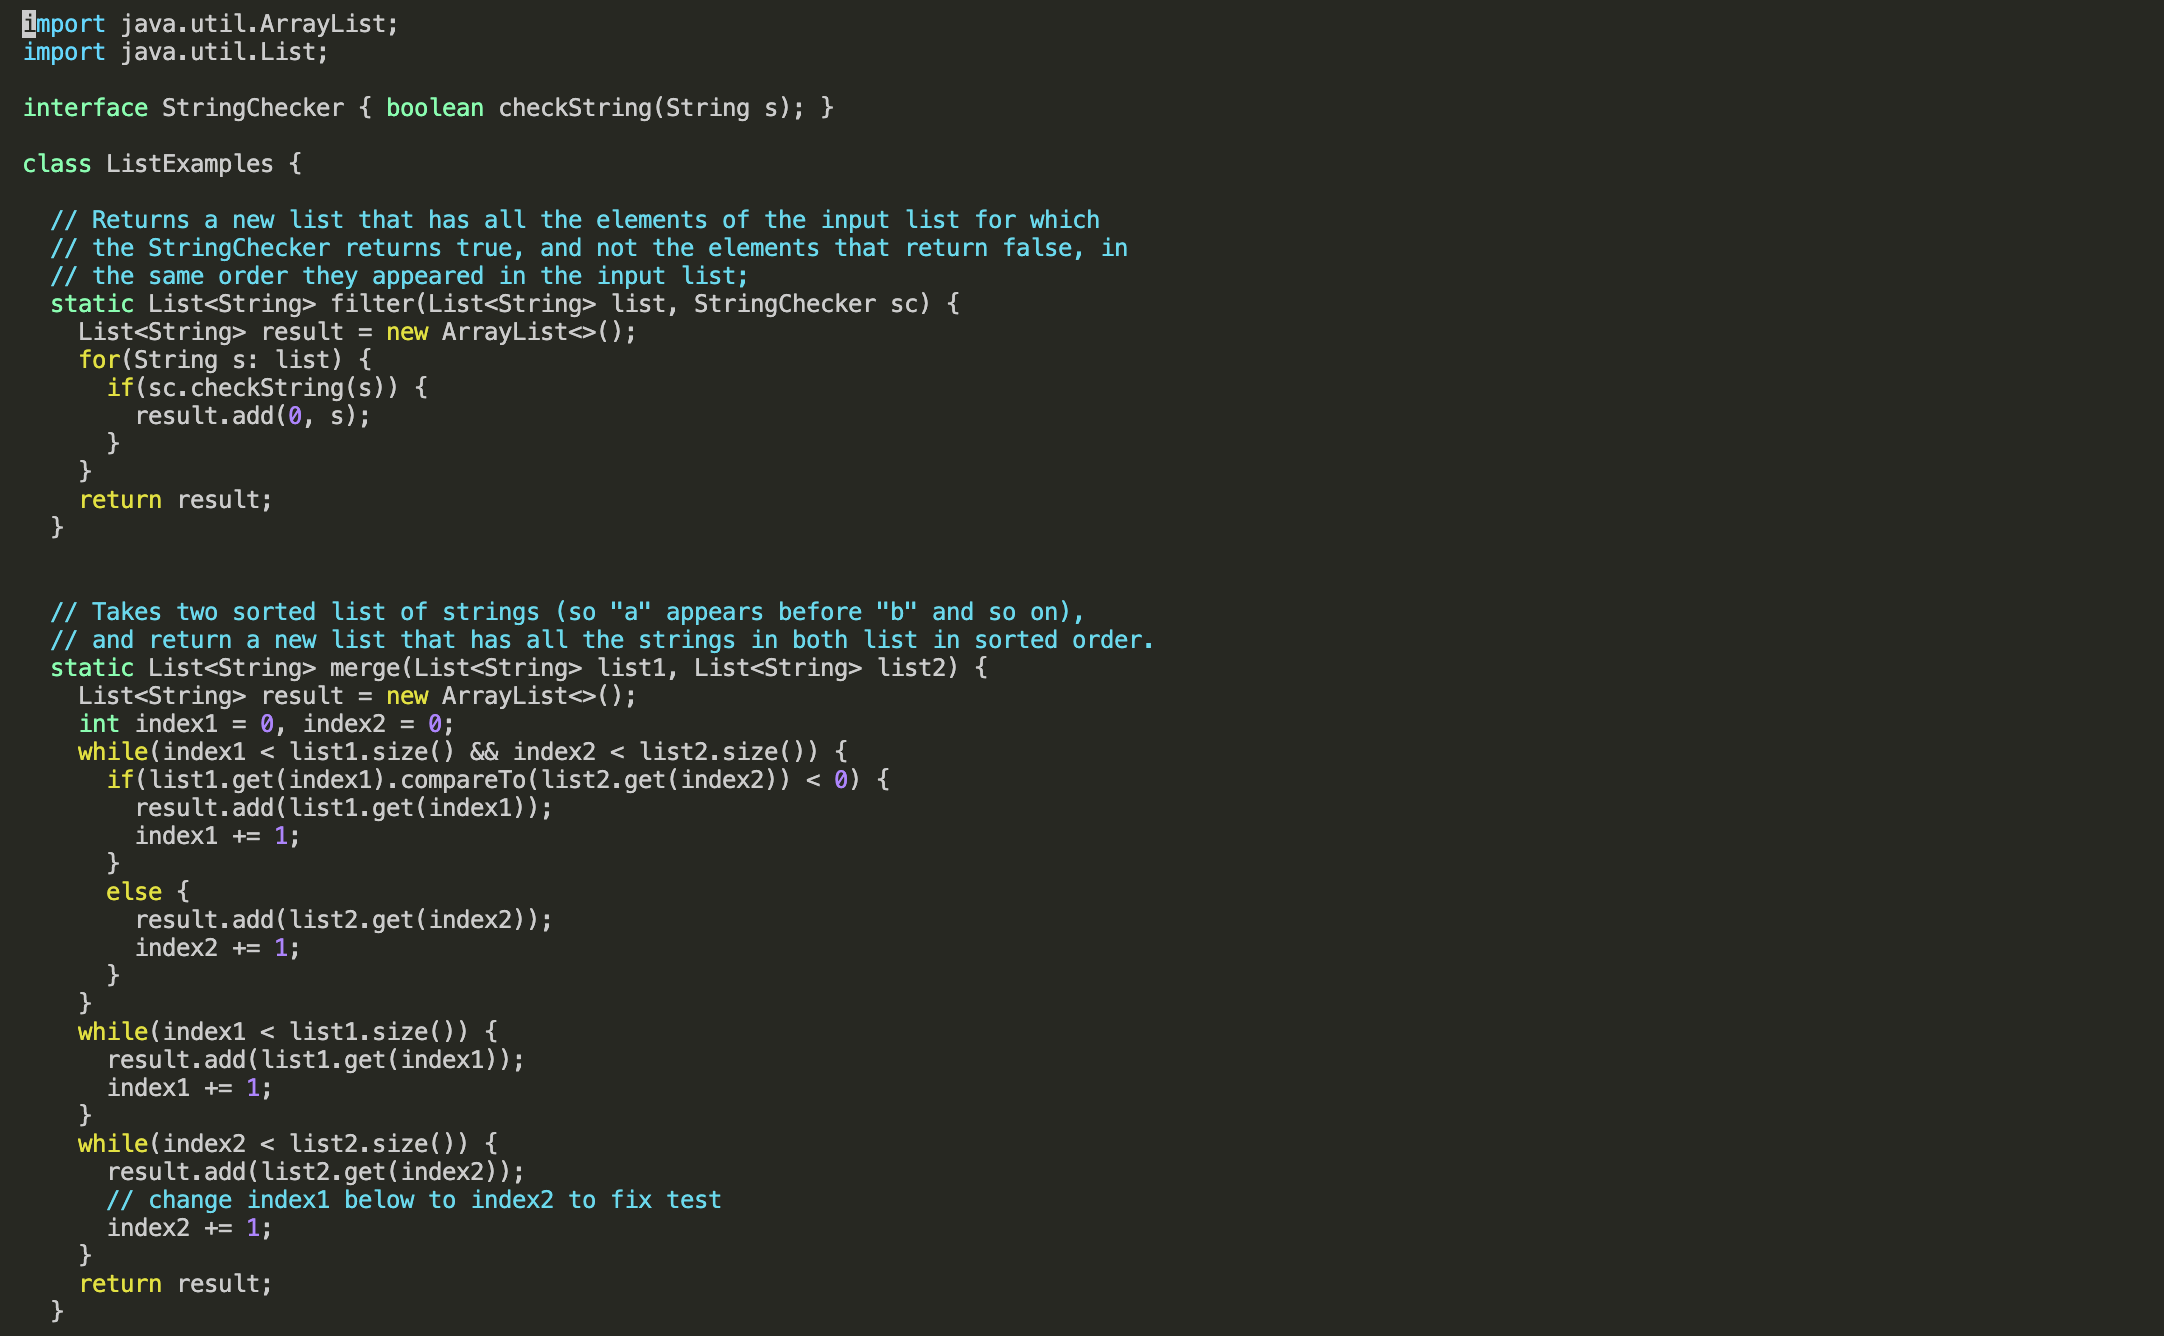 import java.util.ArrayList;
import java.util.List;

interface StringChecker { boolean checkString(String s); }

class ListExamples {

  // Returns a new list that has all the elements of the input list for which
  // the StringChecker returns true, and not the elements that return false, in
  // the same order they appeared in the input list;
  static List<String> filter(List<String> list, StringChecker sc) {
    List<String> result = new ArrayList<>();
    for(String s: list) {
      if(sc.checkString(s)) {
        result.add(0, s);
      }
    }
    return result;
  }


  // Takes two sorted list of strings (so "a" appears before "b" and so on),
  // and return a new list that has all the strings in both list in sorted order.
  static List<String> merge(List<String> list1, List<String> list2) {
    List<String> result = new ArrayList<>();
    int index1 = 0, index2 = 0;
    while(index1 < list1.size() && index2 < list2.size()) {
      if(list1.get(index1).compareTo(list2.get(index2)) < 0) {
        result.add(list1.get(index1));
        index1 += 1;
      }
      else {
        result.add(list2.get(index2));
        index2 += 1;
      }
    }
    while(index1 < list1.size()) {
      result.add(list1.get(index1));
      index1 += 1;
    }
    while(index2 < list2.size()) {
      result.add(list2.get(index2));
      // change index1 below to index2 to fix test
      index2 += 1;
    }
    return result;
  }